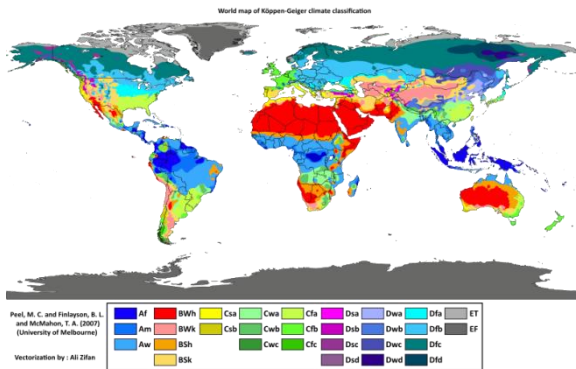 World map of Köppen-Geiger climate classification
Peel, M. C. and Finlayson, B. L.
and McMahon, T. A. (2007)
(University of Melbourne)
Vectorization by : Ali Zifan
Af BWh Csa Cwa Cfa Dsa Dwa Dfa ET
Am BWk Csb Cwb Cfb Dsb Dwb Dfb EF
Aw BSh Cwc Cfc Dsc Dwc Dfc
BSk Dsd Dwd Dfd